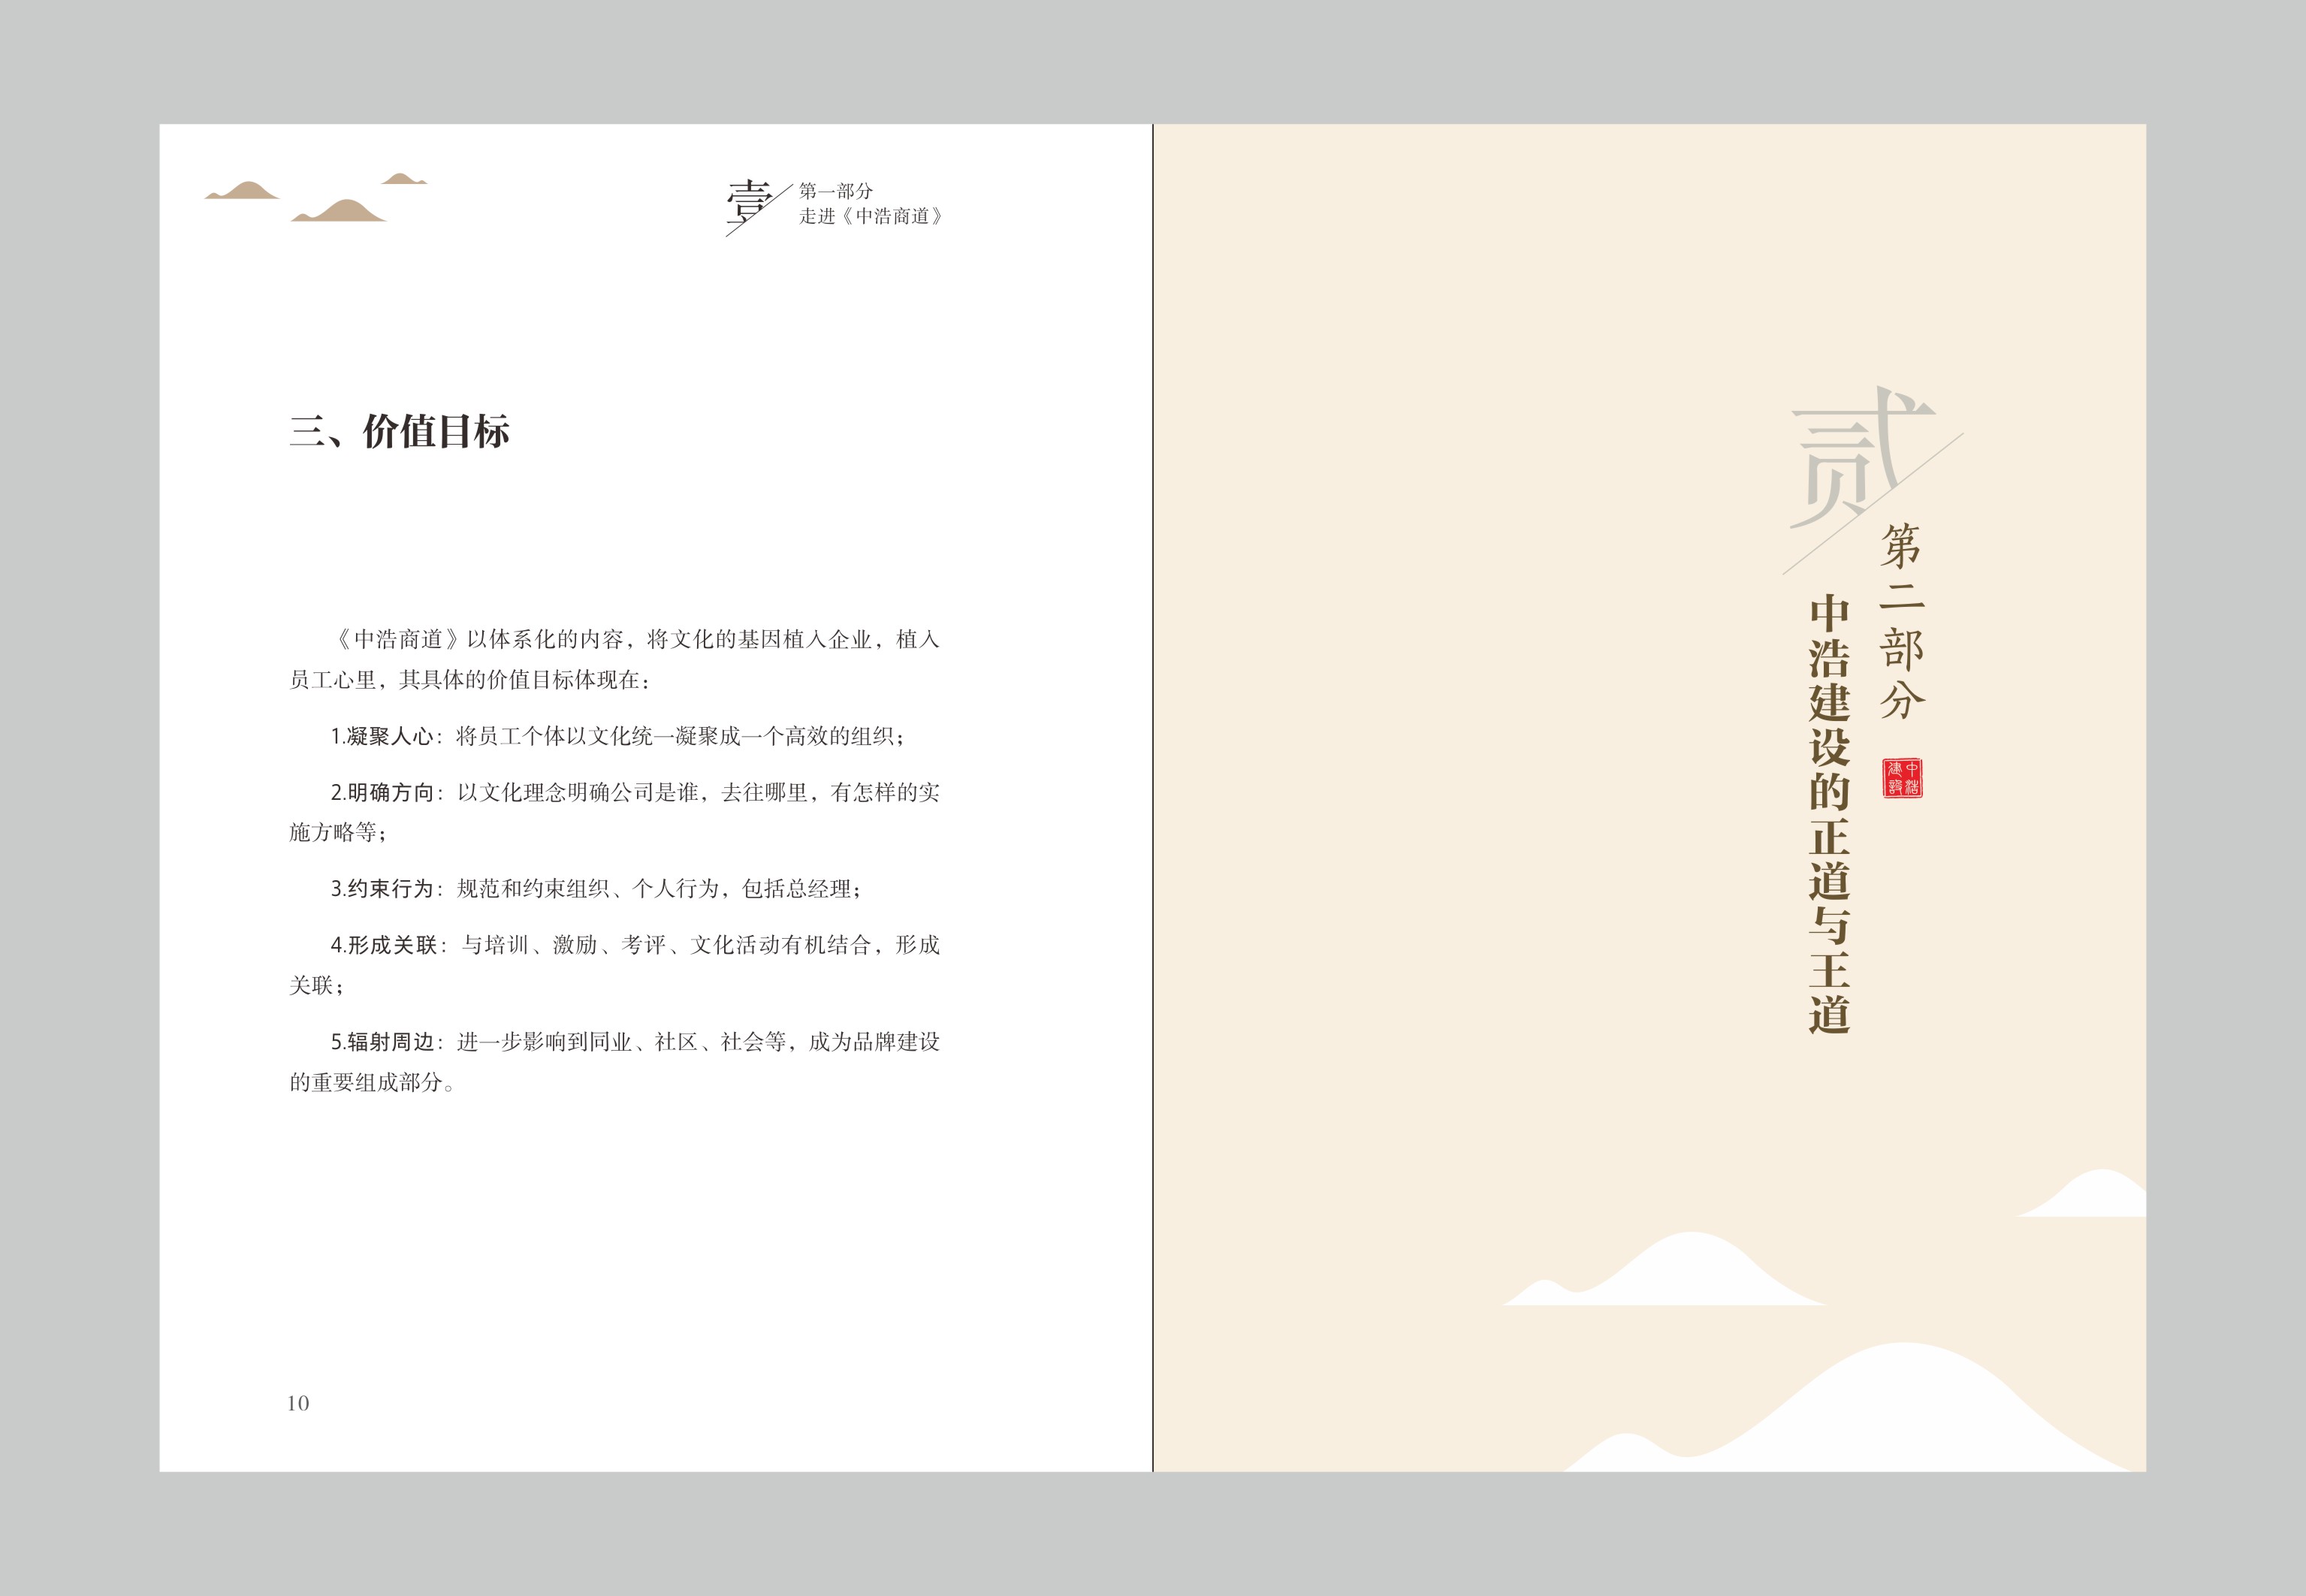 壹
第一部分
走进《中浩商道》
三、价值目标
《中浩商道》以体系化的内容，将文化的基因植入企业，植入
员工心里，其具体的价值目标体现在：
1.凝聚人心：将员工个体以文化统一凝聚成一个高效的组织；
2.明确方向：以文化理念明确公司是谁，去往哪里，有怎样的实
施方略等；
3.约束行为：规范和约束组织、个人行为，包括总经理；
4.形成关联：与培训、激励、考评、文化活动有机结合，形成
关联；
5.辐射周边：进一步影响到同业、社区、社会等，成为品牌建设
的重要组成部分。
10
贰
第二部分
中浩建设的正道与王道
中浩
建設